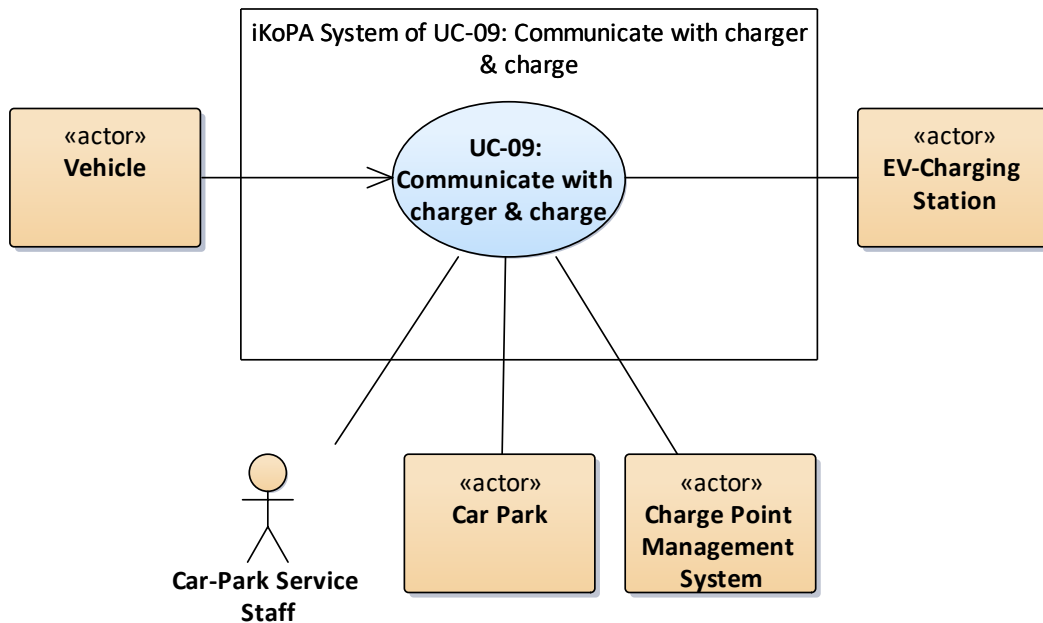 iKoPA System of UC-09: Communicate with charger
& charge
«actor»
Vehicle
UC-09:
Communicate with
charger & charge
«actor»
EV-Charging
Station
Car-Park Service
Staff
«actor»
Car Park
«actor»
Charge Point
Management
System